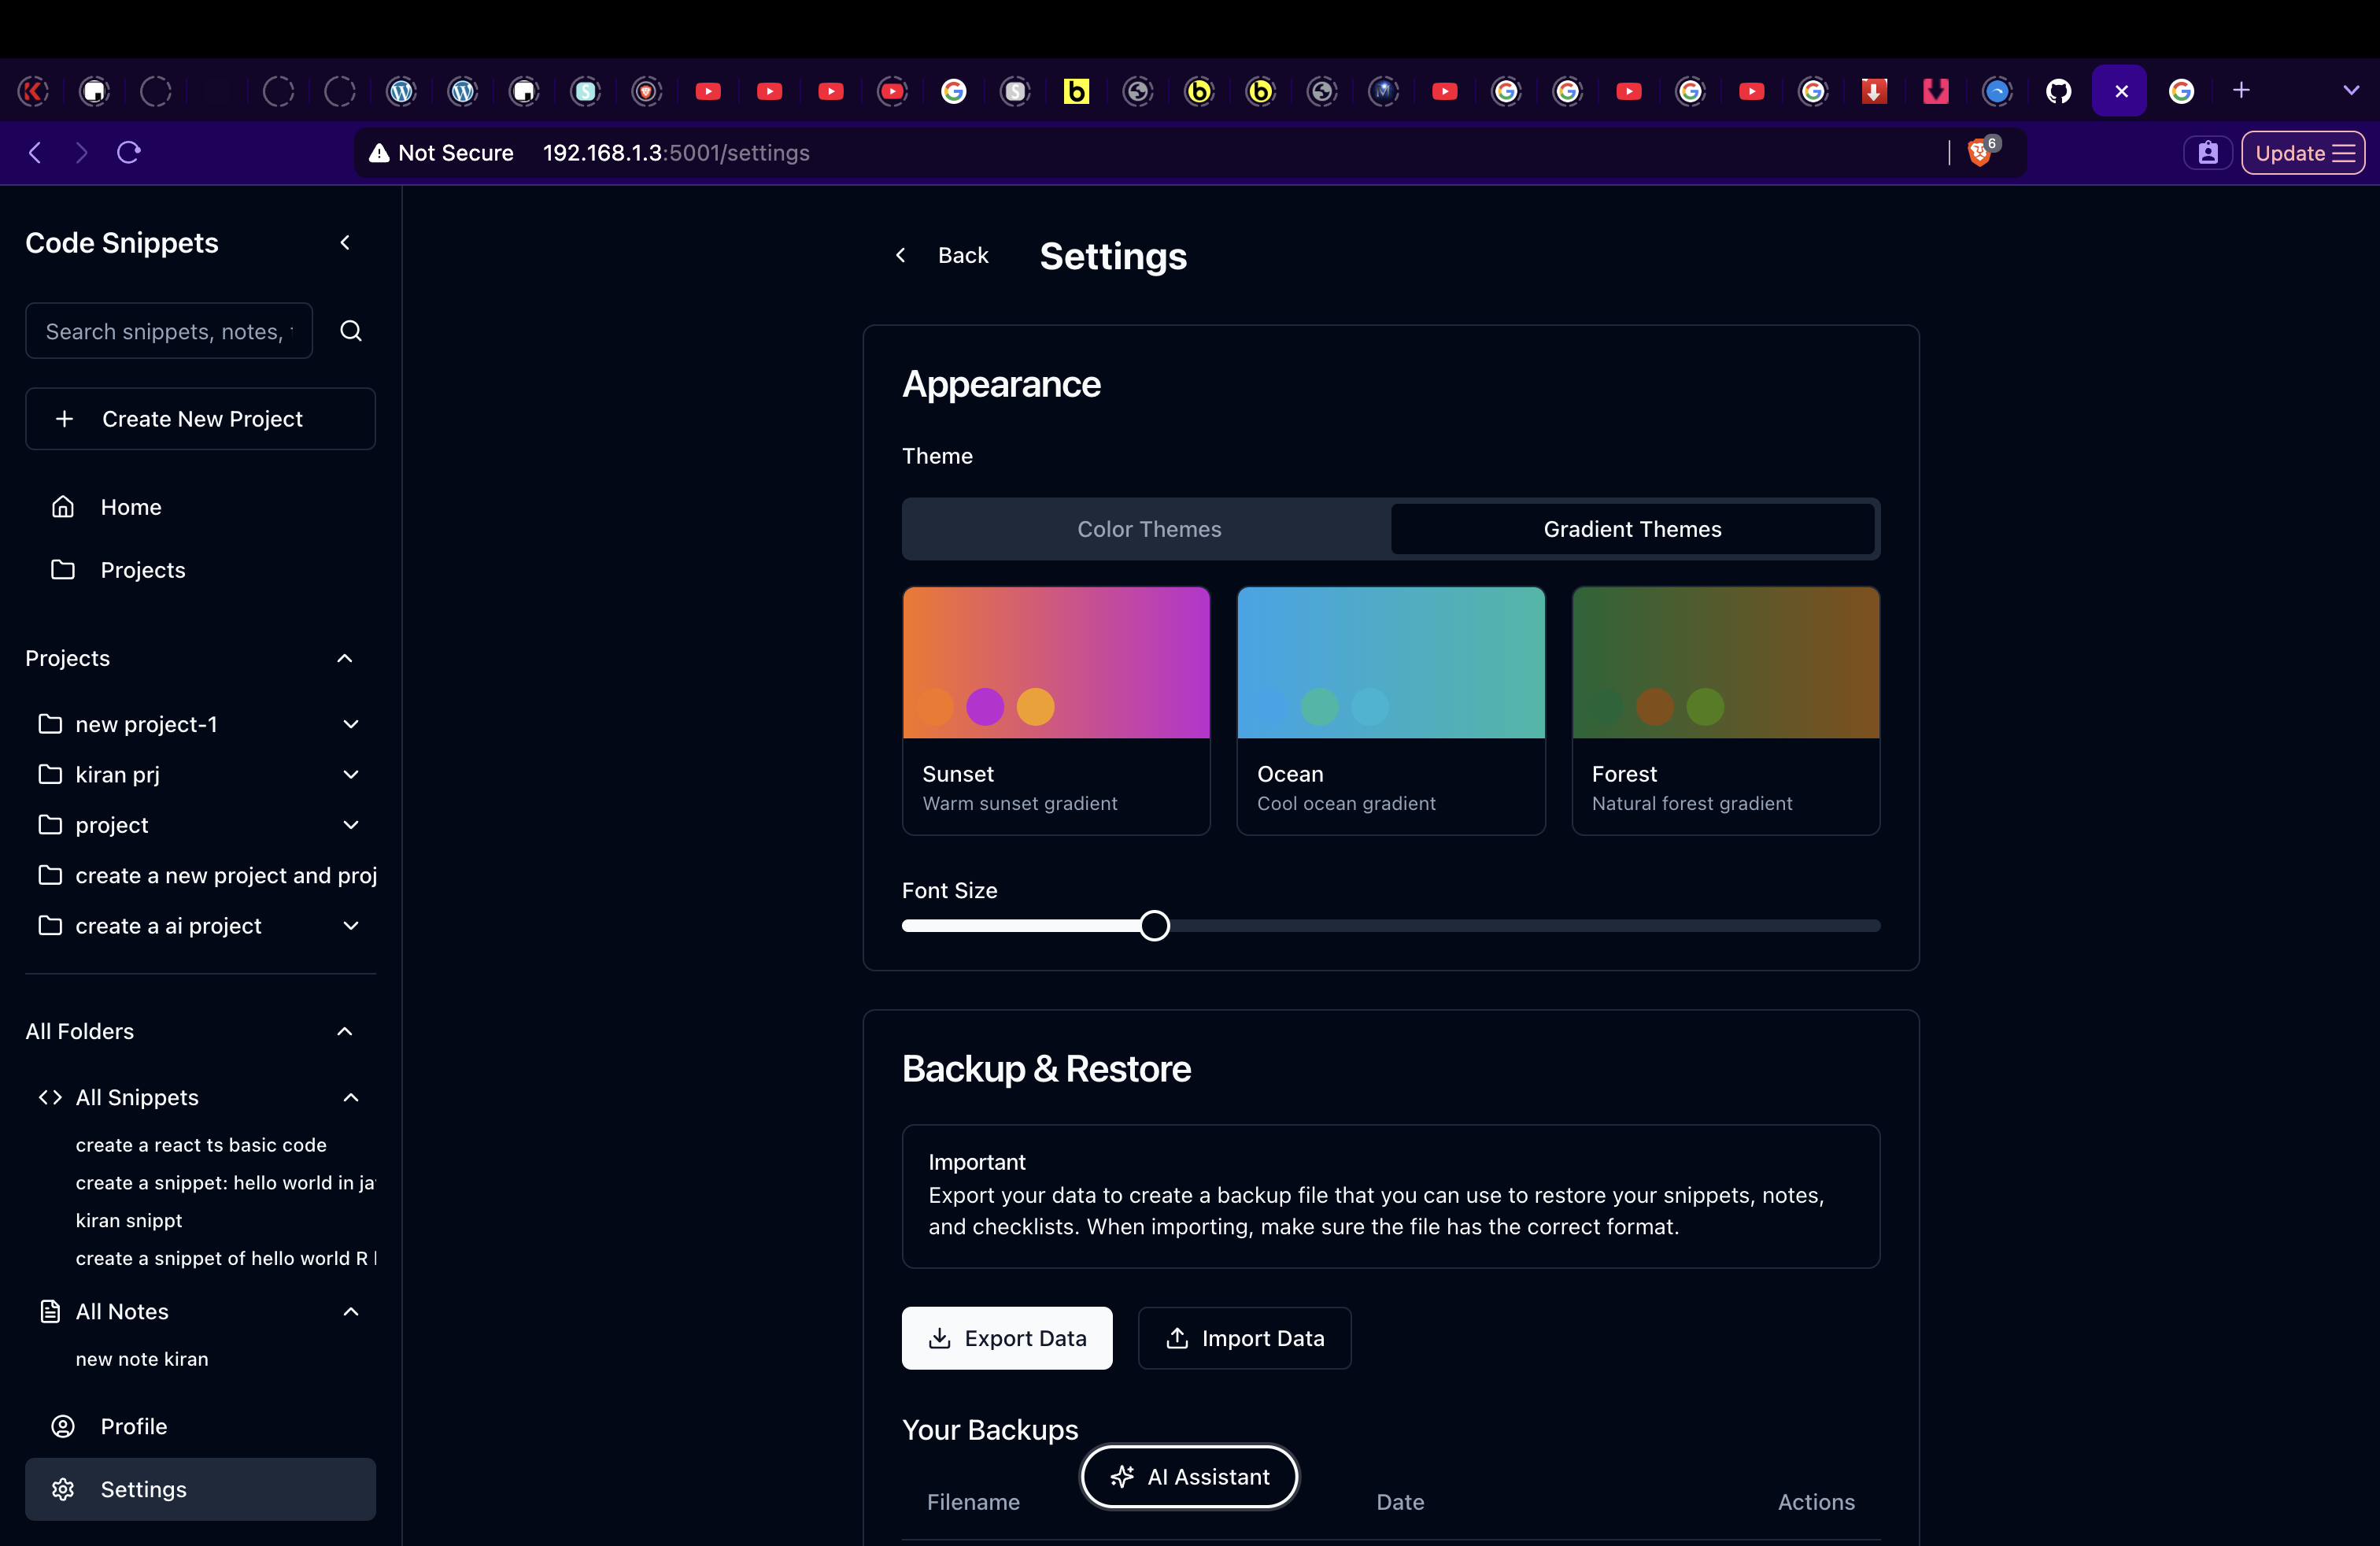 Not Secure 192.168.1.3:5001/settings
6
Update
Code Snippets
Search snippets, notes,
Create New Project
Home
Projects
Projects
new project-1
kiran prj
project
create a new project and proj
create a ai project
All Folders
All Snippets
create a react ts basic code
create a snippet: hello world in ja
kiran snippt
create a snippet of hello world R
All Notes
new note kiran
Profile
Settings
Back
Settings
Appearance
Theme
Color Themes
Gradient Themes
Sunset
Warm sunset gradient
Ocean
Cool ocean gradient
Forest
Natural forest gradient
Font Size
Backup & Restore
Important
Export your data to create a backup file that you can use to restore your snippets, notes,
and checklists. When importing, make sure the file has the correct format.
Export Data
Import Data
Your Backups
AI Assistant
Filename
Date
Actions